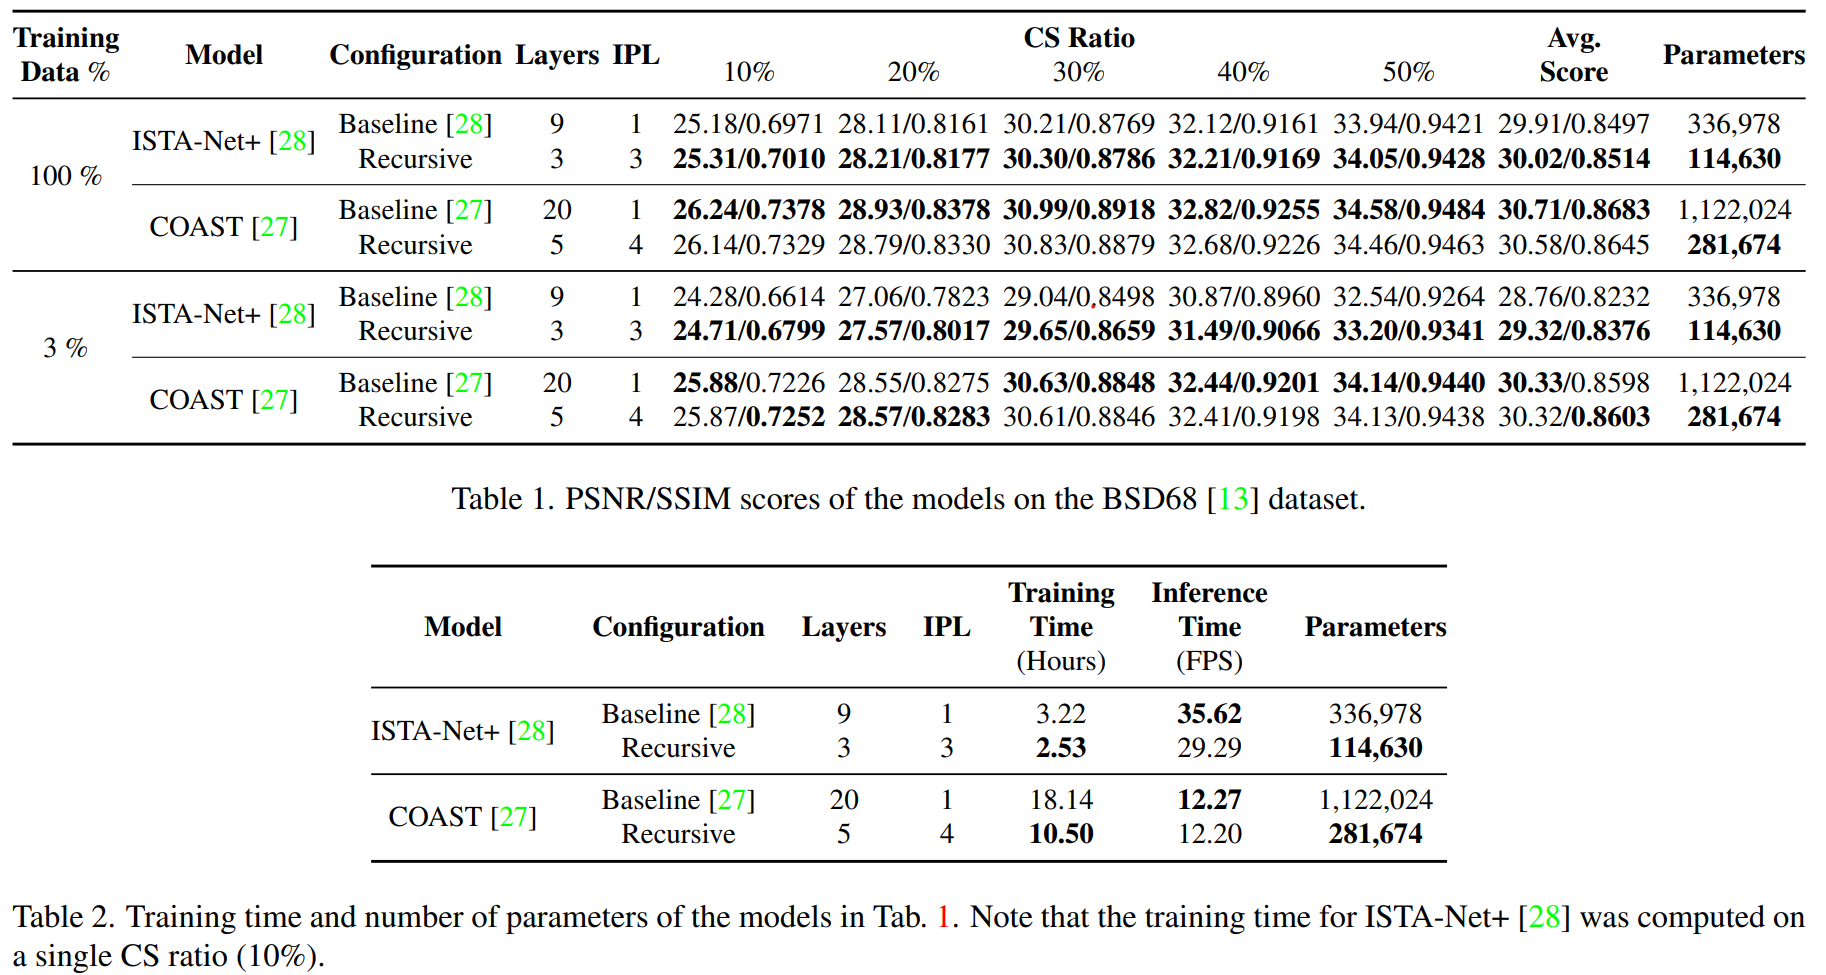 Training Data % Model Configuration Layers IPL CS Ratio Avg. Score Parameters
10% 20% 30% 40% 50%
100 % ISTA-Net+ [28] Baseline [28] 9 1 25.18/0.6971 28.11/0.8161 30.21/0.8769 32.12/0.9161 33.94/0.9421 29.91/0.8497 336,978
Recursive 3 3 25.31/0.7010 28.21/0.8177 30.30/0.8786 32.21/0.9169 34.05/0.9428 30.02/0.8514 114,630
COAST [27] Baseline [27] 20 1 26.24/0.7378 28.93/0.8378 30.99/0.8918 32.82/0.9255 34.58/0.9484 30.71/0.8683 1,122,024
Recursive 5 4 26.14/0.7329 28.79/0.8330 30.83/0.8879 32.68/0.9226 34.46/0.9463 30.58/0.8645 281,674
3 % ISTA-Net+ [28] Baseline [28] 9 1 24.28/0.6614 27.06/0.7823 29.04/0.8498 30.87/0.8960 32.54/0.9264 28.76/0.8232 336,978
Recursive 3 3 24.71/0.6799 27.57/0.8017 29.65/0.8659 31.49/0.9066 33.20/0.9341 29.32/0.8376 114,630
COAST [27] Baseline [27] 20 1 25.88/0.7226 28.55/0.8275 30.63/0.8848 32.44/0.9201 34.14/0.9440 30.33/0.8598 1,122,024
Recursive 5 4 25.87/0.7252 28.57/0.8283 30.61/0.8846 32.41/0.9198 34.13/0.9438 30.32/0.8603 281,674
Table 1. PSNR/SSIM scores of the models on the BSD68 [13] dataset.
Model Configuration Layers IPL Training Time (Hours) Inference Time (FPS) Parameters
ISTA-Net+ [28] Baseline [28] 9 1 3.22 35.62 336,978
Recursive 3 3 2.53 29.29 114,630
COAST [27] Baseline [27] 20 1 18.14 12.27 1,122,024
Recursive 5 4 10.50 12.20 281,674
Table 2. Training time and number of parameters of the models in Tab. 1. Note that the training time for ISTA-Net+ [28] was computed on
a single CS ratio (10%).